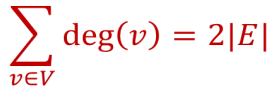 ∑_{v∈V} deg(v) = 2|E|